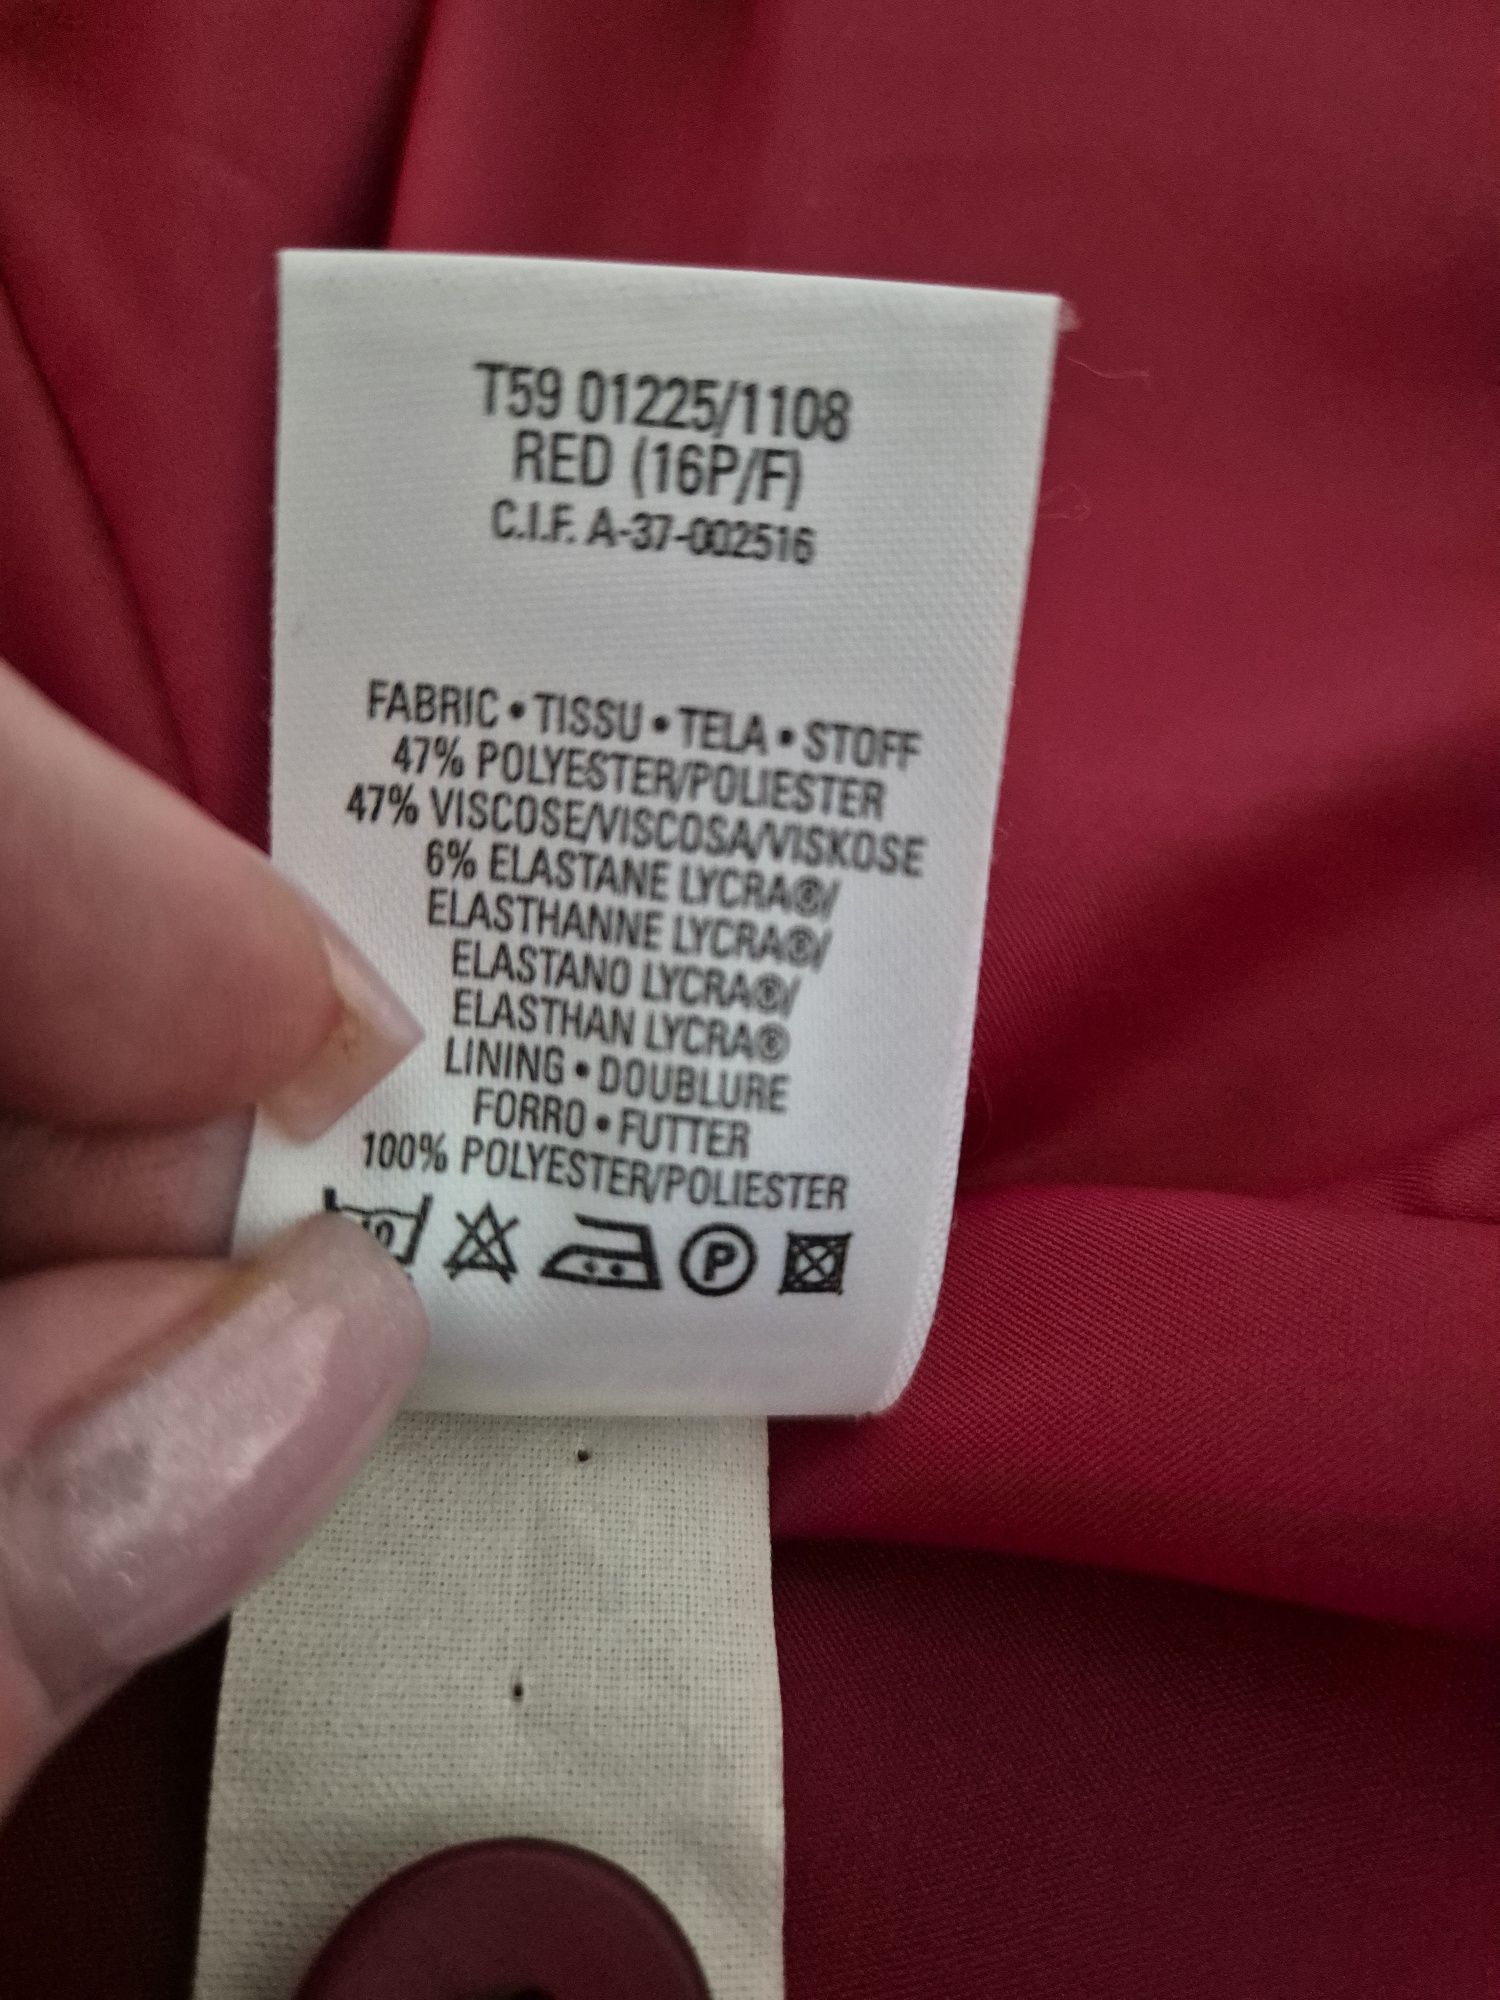 T59 01225/1108
RED (16P/F)
C.I.F. A-37-002516
FABRIC • TISSU • TELA • STOFF
47% POLYESTER/POLIESTER
47% VISCOSE/VISCOSA/VISKOSE
6% ELASTANE LYCRA®/
ELASTHANNE LYCRA®/
ELASTANO LYCRA®/
ELASTHAN LYCRA®
LINING • DOUBLURE
FORRO • FUTTER
100% POLYESTER/POLIESTER
P